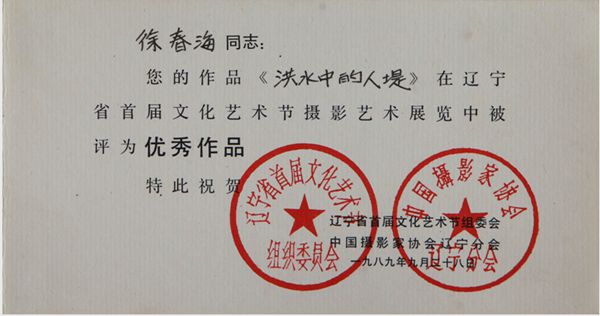 徐春海同志：
您的作品《洪水中的人堤》在辽宁
省首届文化艺术节摄影艺术展览中被
评为优秀作品
特此祝贺
辽宁省首届文化艺术节
组织委员会
中国摄影家协会
辽宁分会
辽宁省首届文化艺术节组委会
中国摄影家协会辽宁分会
一九八九年九月二十八日